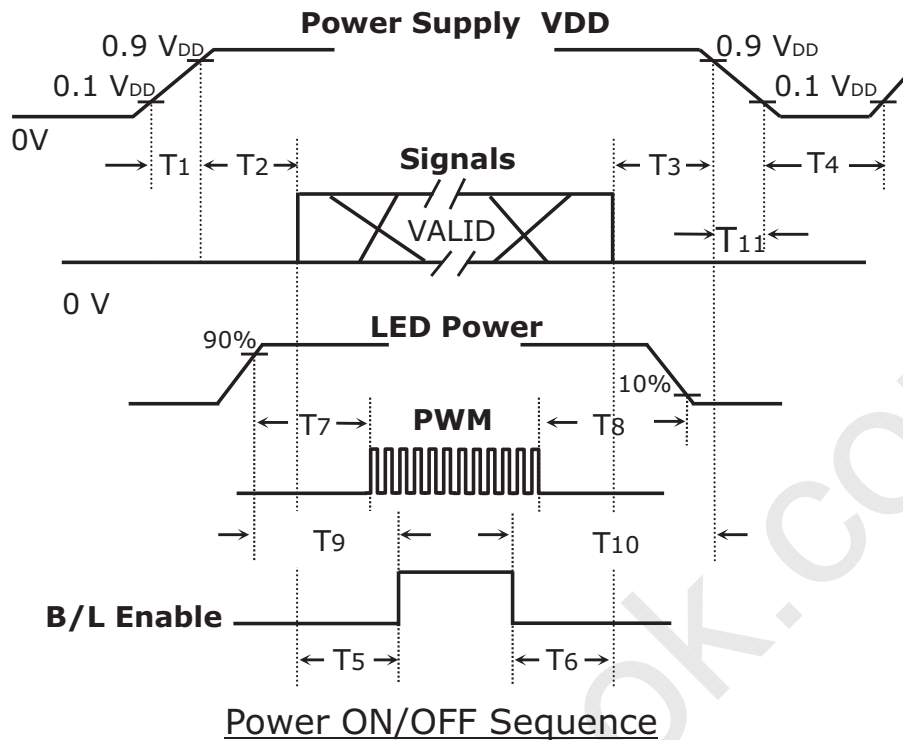 Power Supply VDD
0.9 VDD
0.9 VDD
0.1 VDD
0.1 VDD
0V
T1
T2
Signals
T3
T4
VALID
T11
0 V
LED Power
90%
10%
T7
PWM
T8
T9
T10
B/L Enable
T5
T6
Power ON/OFF Sequence